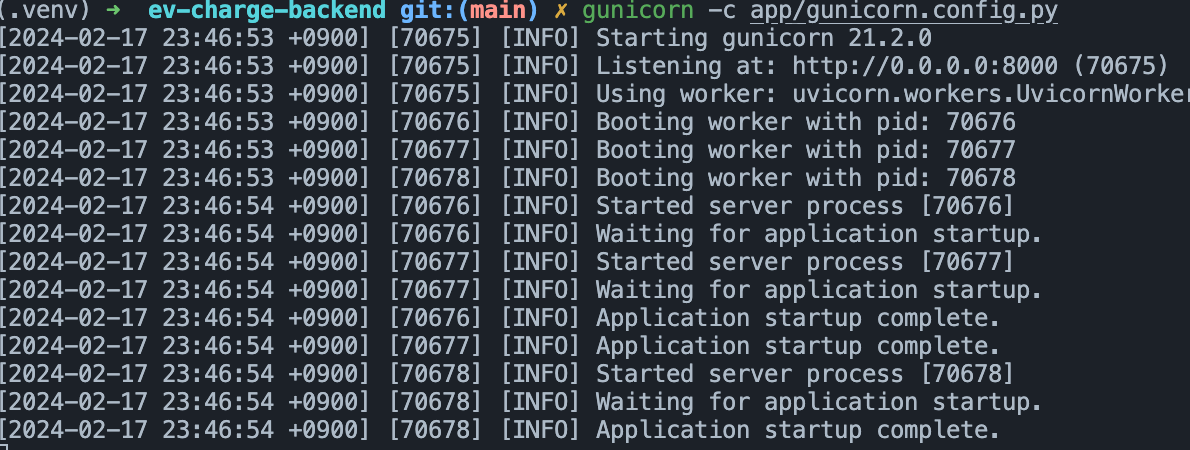 (.venv) ➜ ev-charge-backend git:(main) ✗ gunicorn -c app/gunicorn.config.py
[2024-02-17 23:46:53 +0900] [70675] [INFO] Starting gunicorn 21.2.0
[2024-02-17 23:46:53 +0900] [70675] [INFO] Listening at: http://0.0.0.0:8000 (70675)
[2024-02-17 23:46:53 +0900] [70675] [INFO] Using worker: uvicorn.workers.UvicornWorker
[2024-02-17 23:46:53 +0900] [70676] [INFO] Booting worker with pid: 70676
[2024-02-17 23:46:53 +0900] [70677] [INFO] Booting worker with pid: 70677
[2024-02-17 23:46:53 +0900] [70678] [INFO] Booting worker with pid: 70678
[2024-02-17 23:46:54 +0900] [70676] [INFO] Started server process [70676]
[2024-02-17 23:46:54 +0900] [70676] [INFO] Waiting for application startup.
[2024-02-17 23:46:54 +0900] [70677] [INFO] Started server process [70677]
[2024-02-17 23:46:54 +0900] [70677] [INFO] Waiting for application startup.
[2024-02-17 23:46:54 +0900] [70676] [INFO] Application startup complete.
[2024-02-17 23:46:54 +0900] [70677] [INFO] Application startup complete.
[2024-02-17 23:46:54 +0900] [70678] [INFO] Started server process [70678]
[2024-02-17 23:46:54 +0900] [70678] [INFO] Waiting for application startup.
[2024-02-17 23:46:54 +0900] [70678] [INFO] Application startup complete.